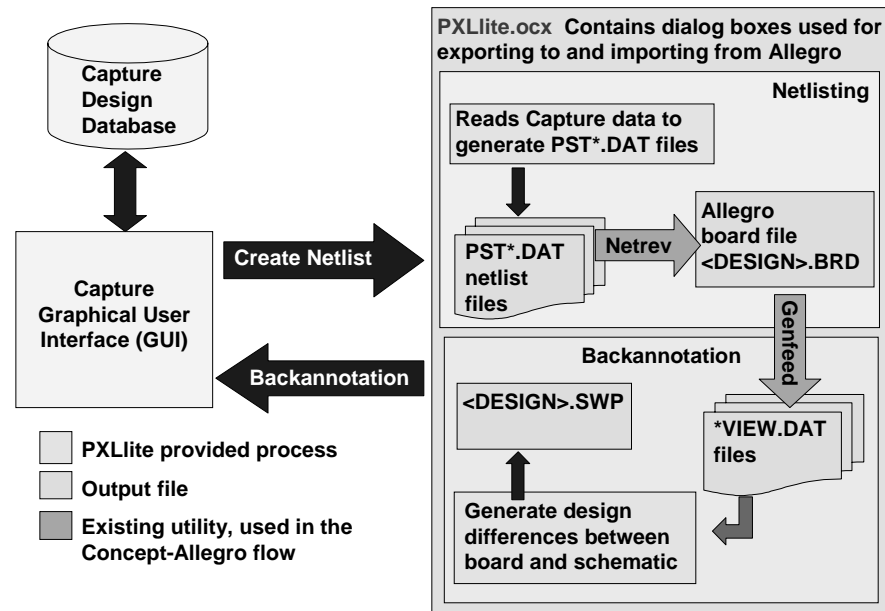 Capture
Design
Database
Capture
Graphical User
Interface (GUI)
Create Netlist
Backannotation
PXLlite provided process
Output file
Existing utility, used in the
Concept-Allegro flow
PXLlite.ocx Contains dialog boxes used for
exporting to and importing from Allegro
Netlisting
Reads Capture data to
generate PST*.DAT files
PST*.DAT
netlist
files
Netrev
Allegro
board file
<DESIGN>.BRD
Genfeed
Backannotation
<DESIGN>.SWP
*VIEW.DAT
files
Generate design
differences between
board and schematic